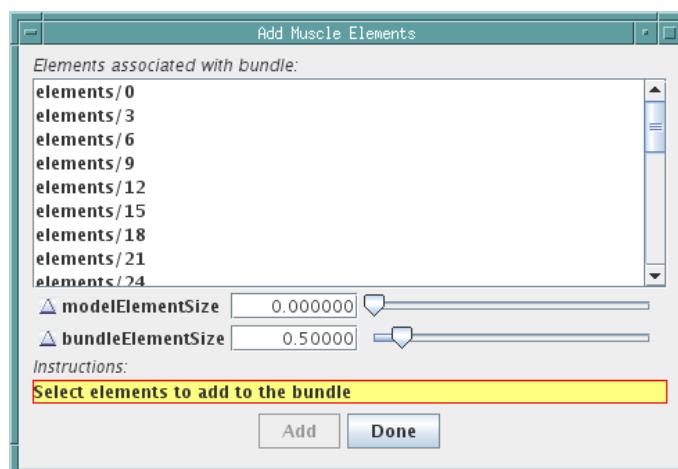 Add Muscle Elements
Elements associated with bundle:
elements/0
elements/3
elements/6
elements/9
elements/12
elements/15
elements/18
elements/21
elements/24
modelElementSize 0.000000
bundleElementSize 0.50000
Instructions:
Select elements to add to the bundle
Add Done